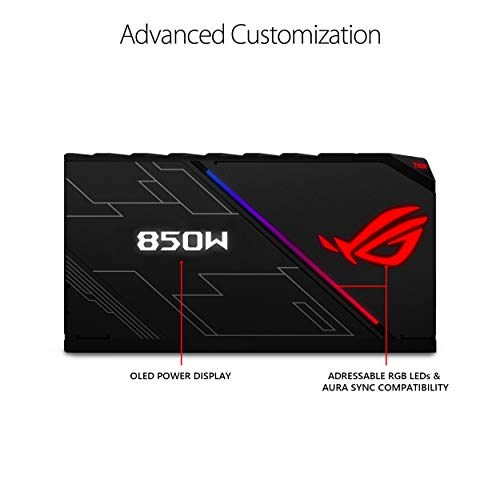 Advanced Customization
850W
OLED POWER DISPLAY
ADRESSABLE RGB LEDs &
AURA SYNC COMPATIBILITY